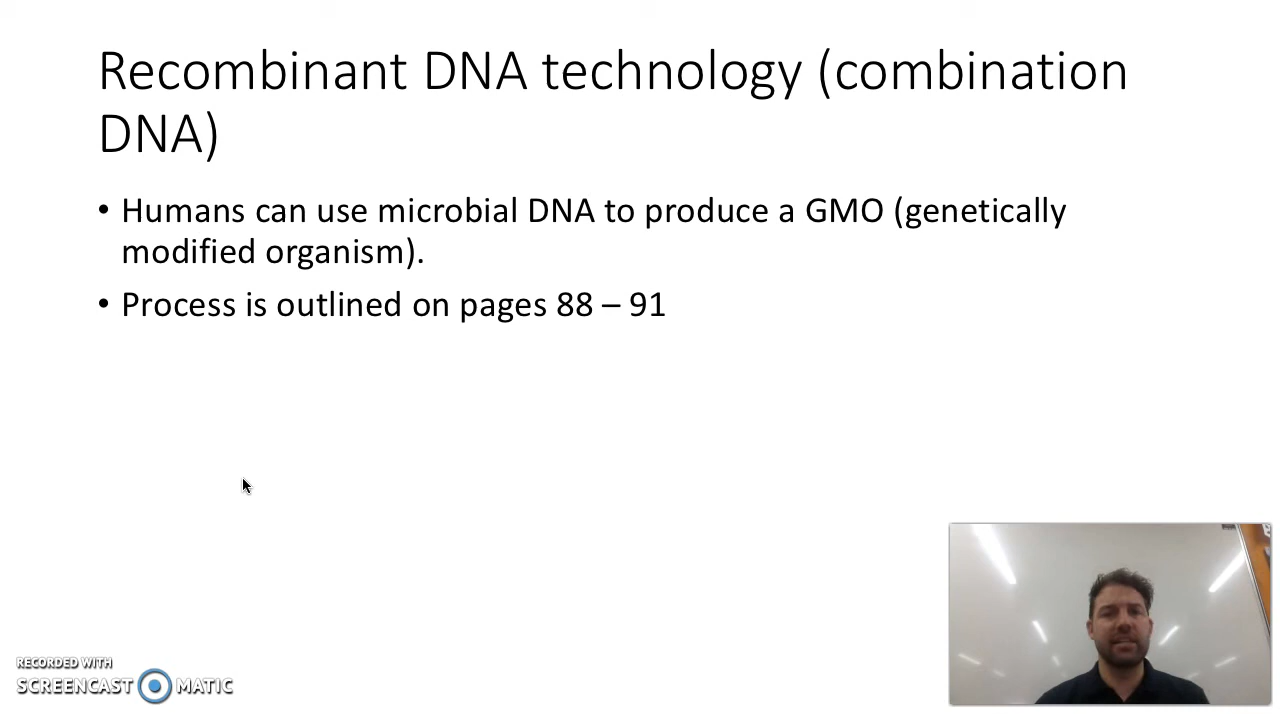 Recombinant DNA technology (combination
DNA)
• Humans can use microbial DNA to produce a GMO (genetically
modified organism).
• Process is outlined on pages 88 – 91
RECORDED WITH
SCREENCAST MATIC